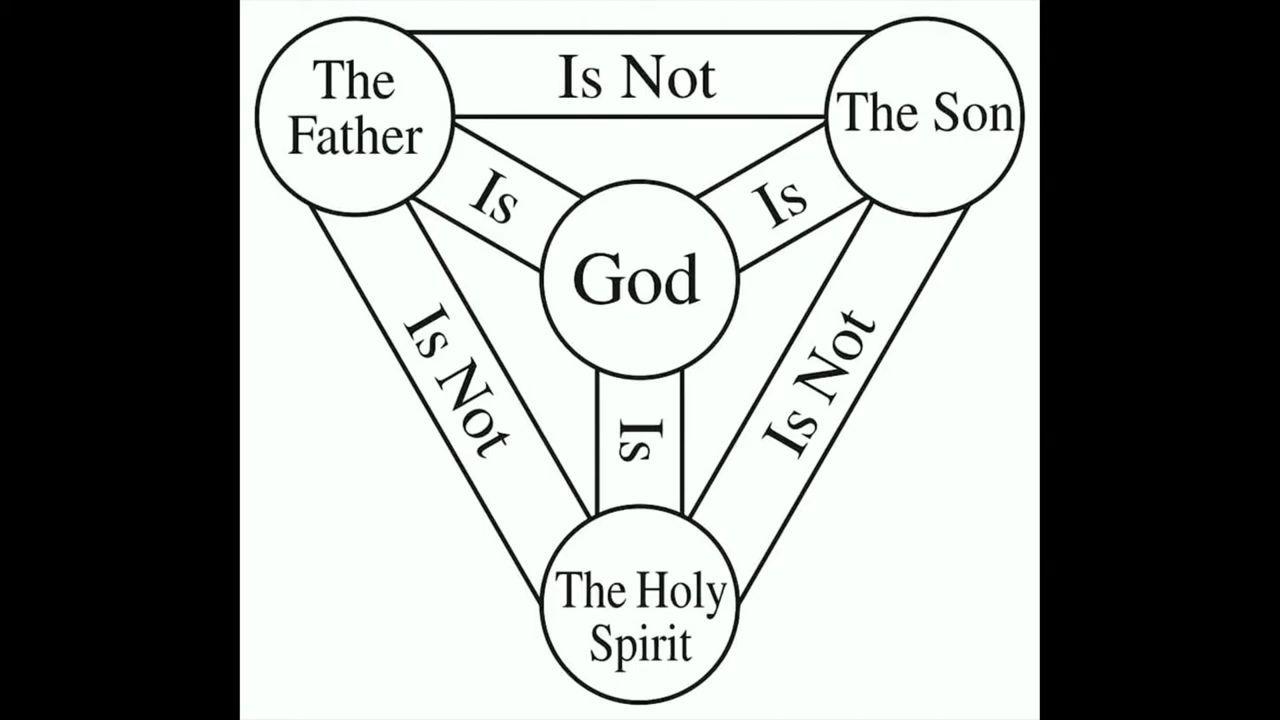 The
Father
Is Not
The Son
Is
Is
God
Is Not
Is
Is Not
The Holy
Spirit